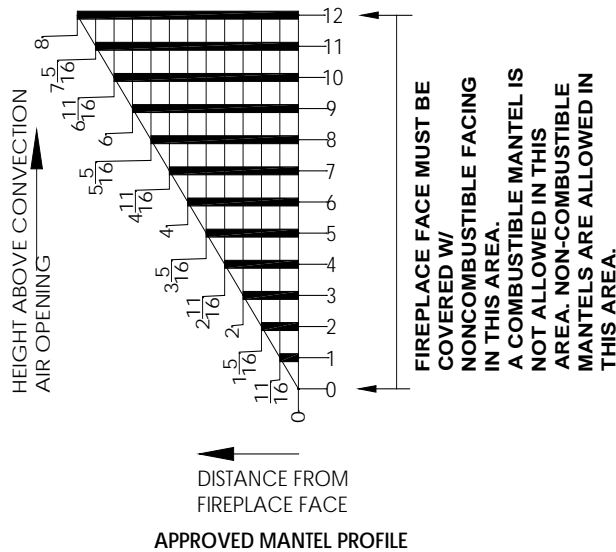 12
11
10
9
8
7
6
5
4
3
2
1
0
8
7 5/16
6 11/16
6
5 5/16
4 11/16
4
3 5/16
2 11/16
2
1 5/16
11/16
0
HEIGHT ABOVE CONVECTION
AIR OPENING
FIREPLACE FACE MUST BE
COVERED W/
NONCOMBUSTIBLE FACING
IN THIS AREA.
A COMBUSTIBLE MANTEL IS
NOT ALLOWED IN THIS
AREA. NON-COMBUSTIBLE
MANTELS ARE ALLOWED IN
THIS AREA.
DISTANCE FROM
FIREPLACE FACE
APPROVED MANTEL PROFILE